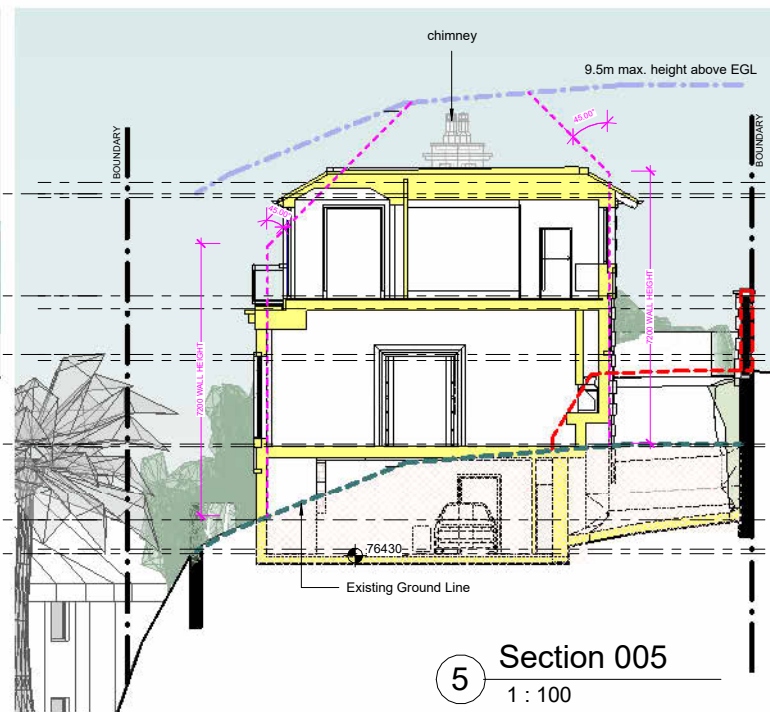 chimney
9.5m max. height above EGL
45.00°
BOUNDARY
BOUNDARY
45.00°
7200 WALL HEIGHT
7200 WALL HEIGHT
76430
Existing Ground Line
5
Section 005
1 : 100